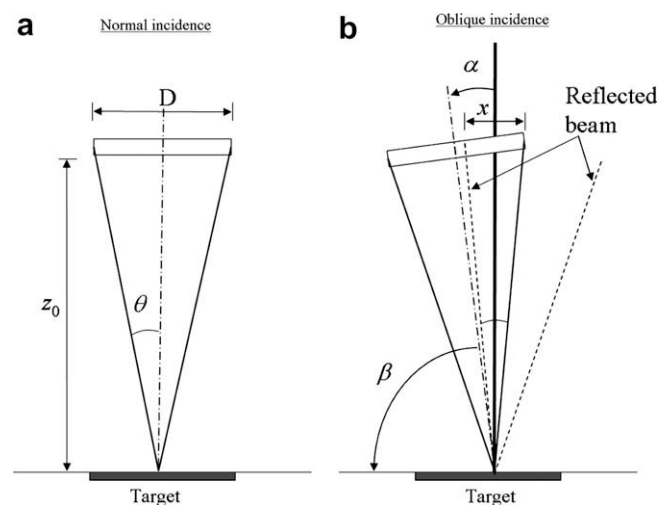 a
Normal incidence
D
z₀
θ
Target
b
Oblique incidence
α
x
Reflected
beam
β
Target